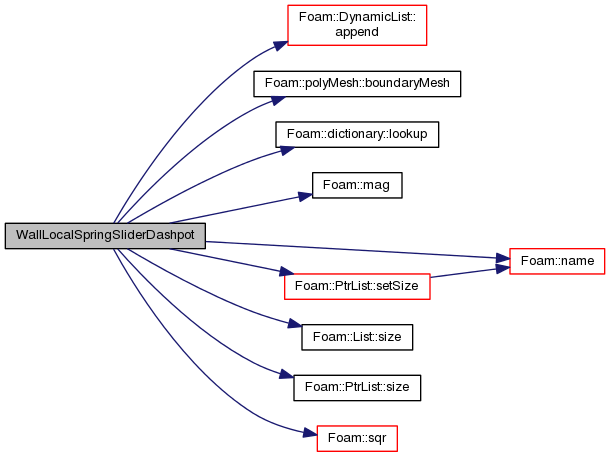 Foam::DynamicList::
append
Foam::polyMesh::boundaryMesh
Foam::dictionary::lookup
Foam::mag
WallLocalSpringSliderDashpot
Foam::name
Foam::PtrList::setSize
Foam::List::size
Foam::PtrList::size
Foam::sqr